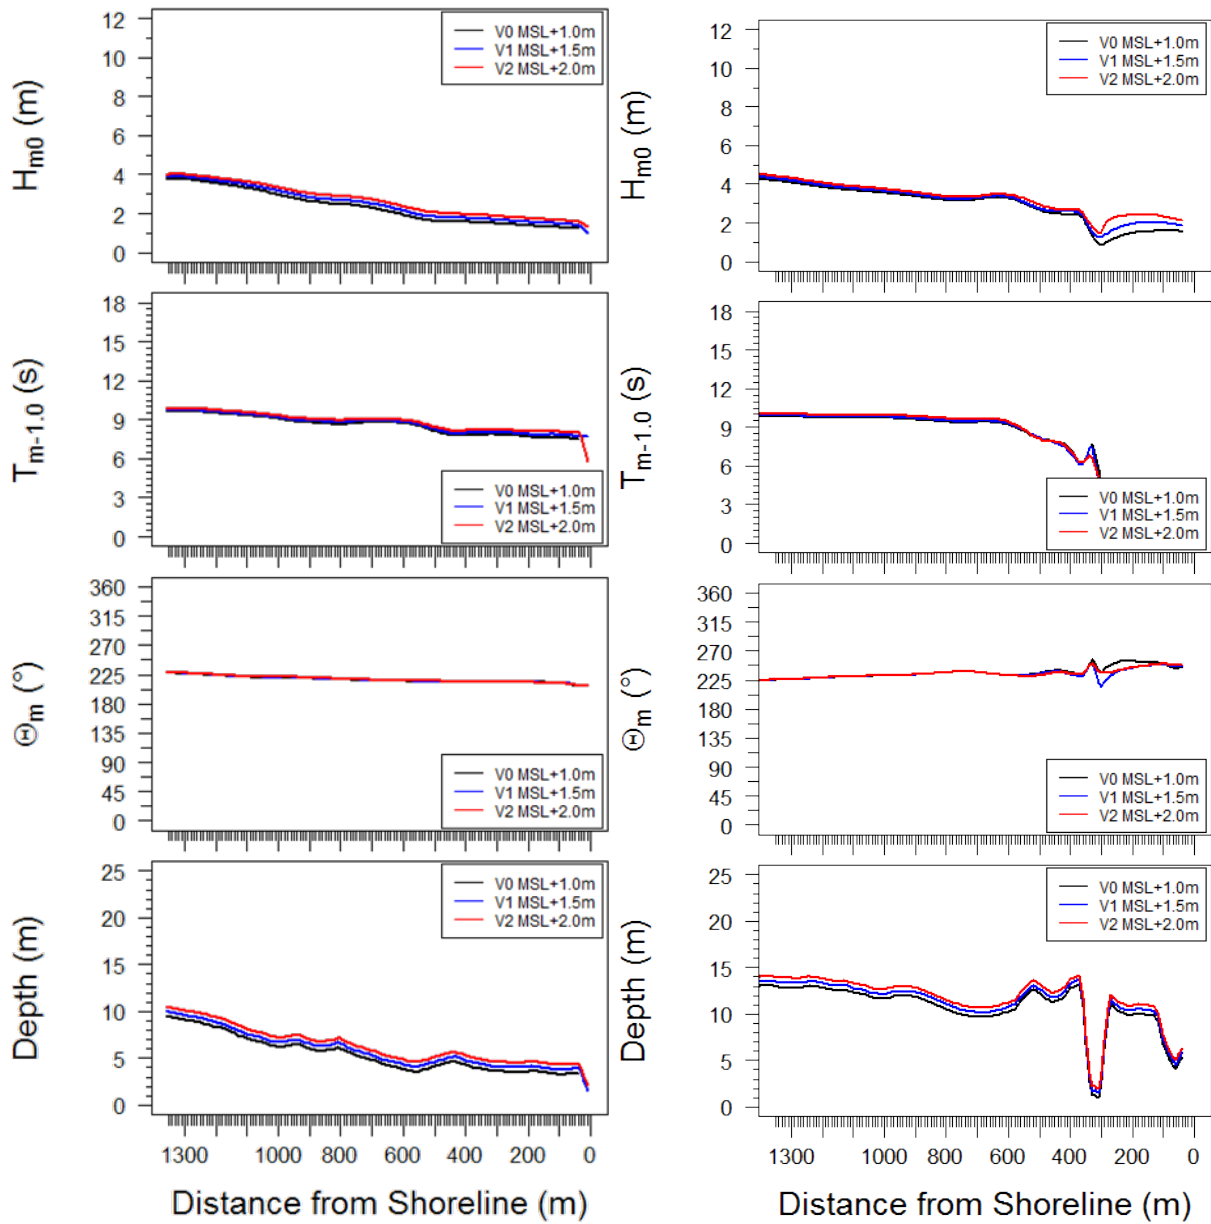 H_m0 (m)
12
10
8
6
4
2
0
V0 MSL+1.0m
V1 MSL+1.5m
V2 MSL+2.0m
H_m0 (m)
12
10
8
6
4
2
0
V0 MSL+1.0m
V1 MSL+1.5m
V2 MSL+2.0m
T_m-1.0 (s)
18
15
12
9
6
3
0
V0 MSL+1.0m
V1 MSL+1.5m
V2 MSL+2.0m
T_m-1.0 (s)
18
15
12
9
6
3
0
V0 MSL+1.0m
V1 MSL+1.5m
V2 MSL+2.0m
Θ_m (°)
360
315
270
225
180
135
90
45
0
V0 MSL+1.0m
V1 MSL+1.5m
V2 MSL+2.0m
Θ_m (°)
360
315
270
225
180
135
90
45
0
V0 MSL+1.0m
V1 MSL+1.5m
V2 MSL+2.0m
Depth (m)
25
20
15
10
5
0
V0 MSL+1.0m
V1 MSL+1.5m
V2 MSL+2.0m
1300 1000 800 600 400 200 0
Distance from Shoreline (m)
Depth (m)
25
20
15
10
5
0
V0 MSL+1.0m
V1 MSL+1.5m
V2 MSL+2.0m
1300 1000 800 600 400 200 0
Distance from Shoreline (m)